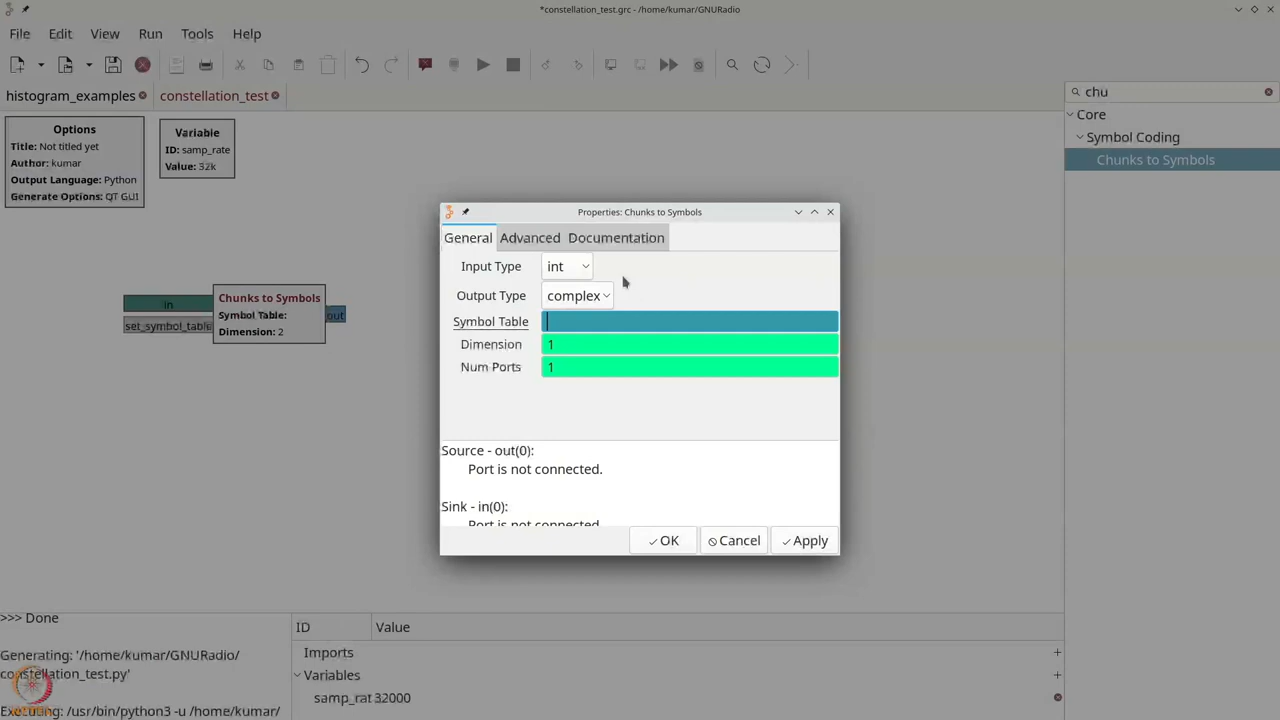 *constellation_test.grc - /home/kumar/GNURadio
File Edit View Run Tools Help
histogram_examples constellation_test
chu
Core
Symbol Coding
Chunks to Symbols
Options
Title: Not titled yet
Author: kumar
Output Language: Python
Generate Options: QT GUI
Variable
ID: samp_rate
Value: 32k
in
set_symbol_table
Chunks to Symbols
Symbol Table:
Dimension: 2
out
Properties: Chunks to Symbols
General Advanced Documentation
Input Type int
Output Type complex
Symbol Table
Dimension 1
Num Ports 1
Source - out(0):
Port is not connected.
Sink - in(0):
Port is not connected.
OK Cancel Apply
>>> Done
Generating: '/home/kumar/GNURadio/
constellation_test.py'
Executing: /usr/bin/python3 -u /home/kumar/
ID Value
Imports
Variables
samp_rat 32000